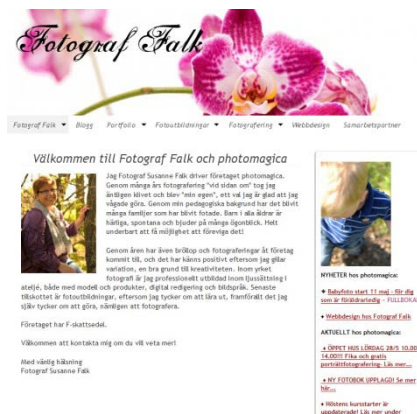 Fotograf Falk
Fotograf Falk Blogg Portfolio Fotoutbildningar Fotografering Webbdesign Samarbetspartner
Välkommen till Fotograf Falk och photomagica
Jag Fotograf Susanne Falk driver företaget photomagica.
Genom många års fotografering "vid sidan om" tog jag
äntligen klivet och blev "min egen", ett val jag är glad att jag
vågade göra. Genom min pedagogiska bakgrund har det blivit
många familjer som har blivit fotade. Barn i alla åldrar är
härliga, spontana och bjuder på många ögonblick. Helt
underbart att få möjlighet att föreviga det!
Genom åren har även bröllop och fotograferingar åt företag
kommit till, och det har känts positivt eftersom jag gillar
variation, en bra grund till kreativiteten. Inom yrket
fotografi är jag professionellt utbildad inom ljussättning i
ateljé, både med modell och produkter, digital redigering och bildspråk. Senaste
tillskottet är fotoutbildningar, eftersom jag tycker om att lära ut, framförallt det jag
själv tycker om att göra, nämligen att fotografera.
Företaget har F-skattsedel.
Välkommen att kontakta mig om du vill veta mer!
Med vänlig hälsning
Fotograf Susanne Falk
NYHETER hos photomagica:
♦ Babyfoto start 11 maj - för dig
som är föräldraledig - FULLBOKA
♦ Webbdesign hos Fotograf Falk
AKTUELLT hos photomagica:
♦ ÖPPET HUS LÖRDAG 28/5 10.00
14.00!!! Fika och gratis
porträttfotografering- Läs mer...
♦ NY FOTOBOK UPPLAGD! Se mer
här...
♦ Höstens kursstarter är
uppdaterade! Läs mer under